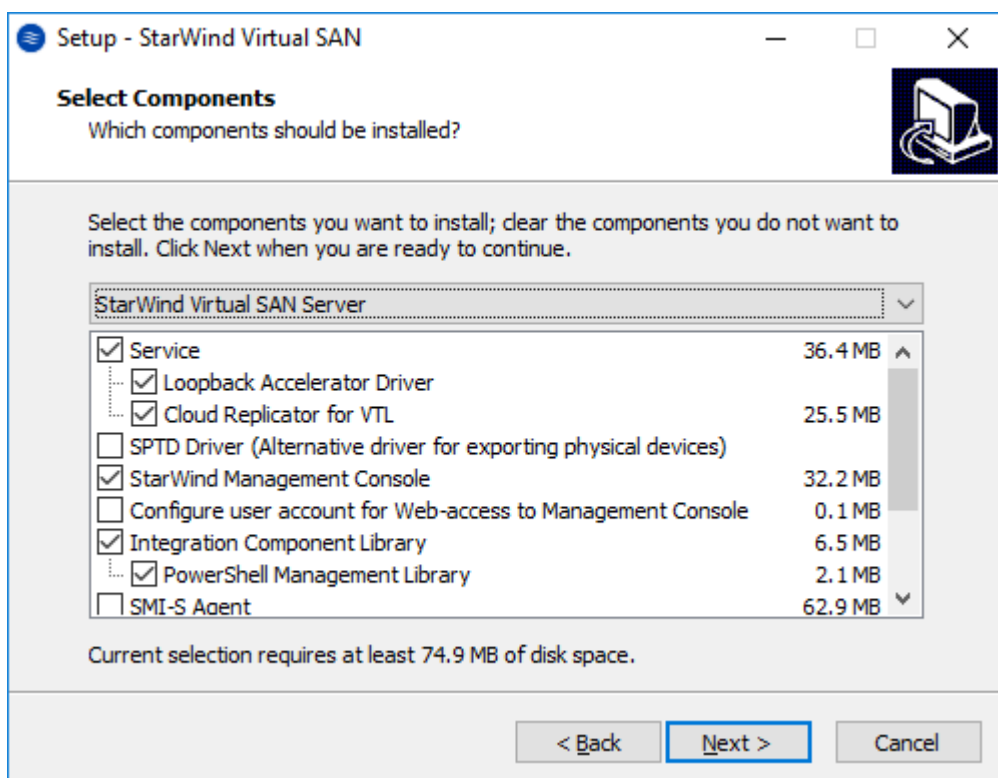 Setup - StarWind Virtual SAN
Select Components
Which components should be installed?
Select the components you want to install; clear the components you do not want to
install. Click Next when you are ready to continue.
StarWind Virtual SAN Server
Service 36.4 MB
Loopback Accelerator Driver
Cloud Replicator for VTL 25.5 MB
SPTD Driver (Alternative driver for exporting physical devices)
StarWind Management Console 32.2 MB
Configure user account for Web-access to Management Console 0.1 MB
Integration Component Library 6.5 MB
PowerShell Management Library 2.1 MB
SMI-S Agent 62.9 MB
Current selection requires at least 74.9 MB of disk space.
< Back Next > Cancel